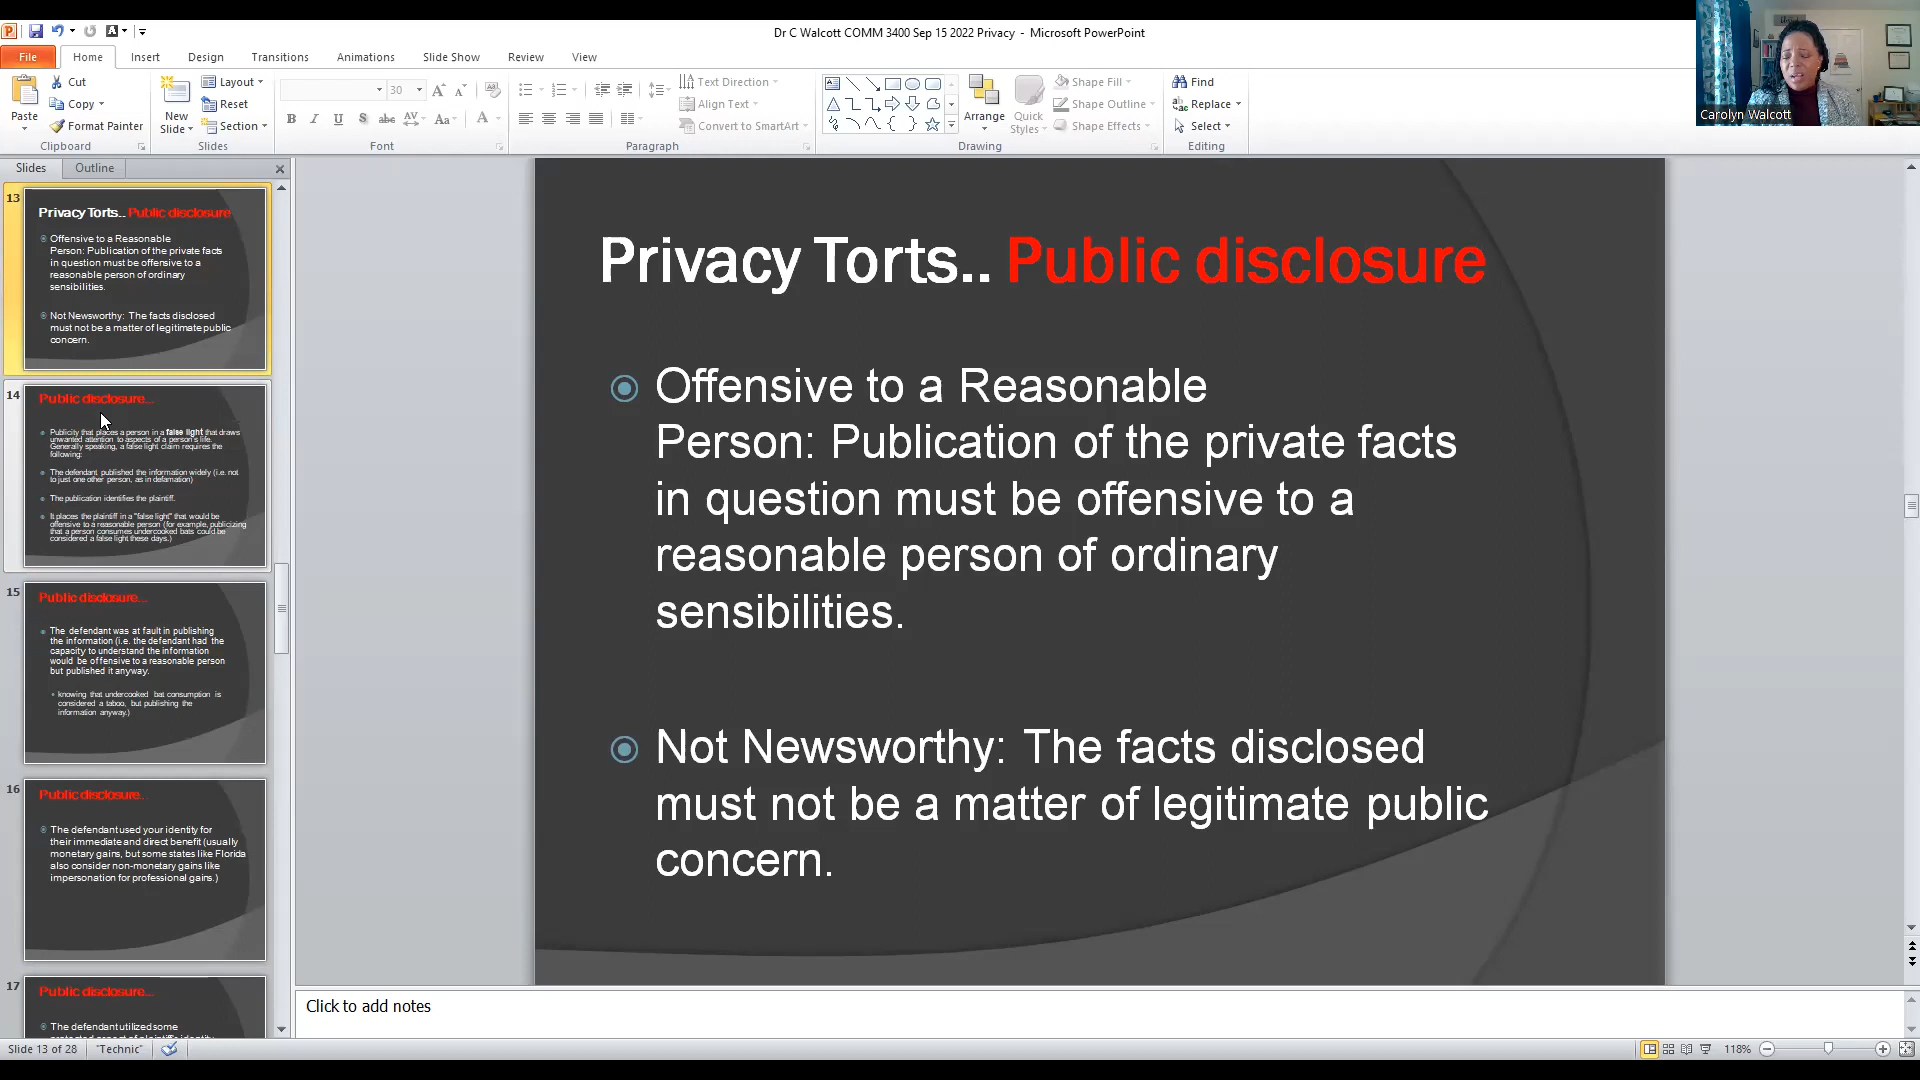 Dr C Walcott COMM 3400 Sep 15 2022 Privacy - Microsoft PowerPoint
File Home Insert Design Transitions Animations Slide Show Review View
Paste
Cut
Copy
Format Painter
Clipboard
New
Slide
Layout
Reset
Section
Slides
30
Font
Text Direction
Align Text
Convert to SmartArt
Paragraph
Arrange
Quick
Styles
Shape Fill
Shape Outline
Shape Effects
Drawing
Find
Replace
Select
Editing
Carolyn Walcott
Slides Outline
13
Privacy Torts.. Public disclosure
Offensive to a Reasonable
Person: Publication of the private facts
in question must be offensive to a
reasonable person of ordinary
sensibilities.
Not Newsworthy: The facts disclosed
must not be a matter of legitimate public
concern.
14
Public disclosure...
Publicity that places a person in a false light that draws
unwanted attention to aspects of a person's life.
Generally speaking, a false light claim requires the
following:
The defendant published the information widely (i.e. not
to just one other person, as in defamation)
The publication identifies the plaintiff.
It places the plaintiff in a "false light" that would be
offensive to a reasonable person (for example, publicizing
that a person consumes undercooked bats could be
considered a false light these days.)
15
Public disclosure...
The defendant was at fault in publishing
the information (i.e. the defendant had the
capacity to understand the information
would be offensive to a reasonable person
but published it anyway.
knowing that undercooked bat consumption is
considered a taboo, but publishing the
information anyway.)
16
Public disclosure...
The defendant used your identity for
their immediate and direct benefit (usually
monetary gains, but some states like Florida
also consider non-monetary gains like
impersonation for professional gains.)
17
Public disclosure...
The defendant utilized some
Privacy Torts.. Public disclosure
Offensive to a Reasonable
Person: Publication of the private facts
in question must be offensive to a
reasonable person of ordinary
sensibilities.
Not Newsworthy: The facts disclosed
must not be a matter of legitimate public
concern.
Click to add notes
Slide 13 of 28 "Technic" 118%